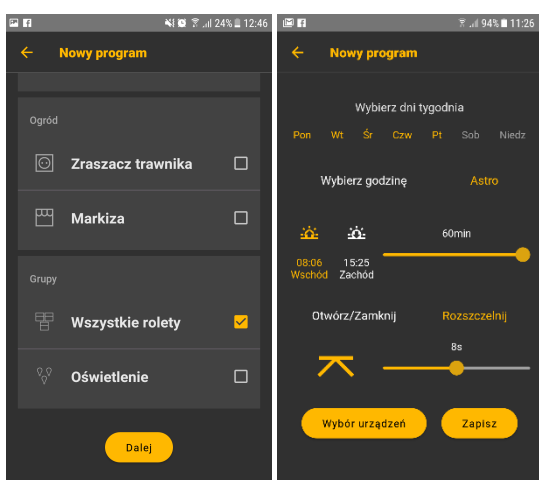 24% 12:46
Nowy program
Ogród
Zraszacz trawnika
Markiza
Grupy
Wszystkie rolety
Oświetlenie
Dalej
94% 11:26
Nowy program
Wybierz dni tygodnia
Pon Wt Śr Czw Pt Sob Niedz
Wybierz godzinę Astro
60min
08:06 15:25
Wschód Zachód
Otwórz/Zamknij Rozszczelnij
8s
Wybór urządzeń Zapisz